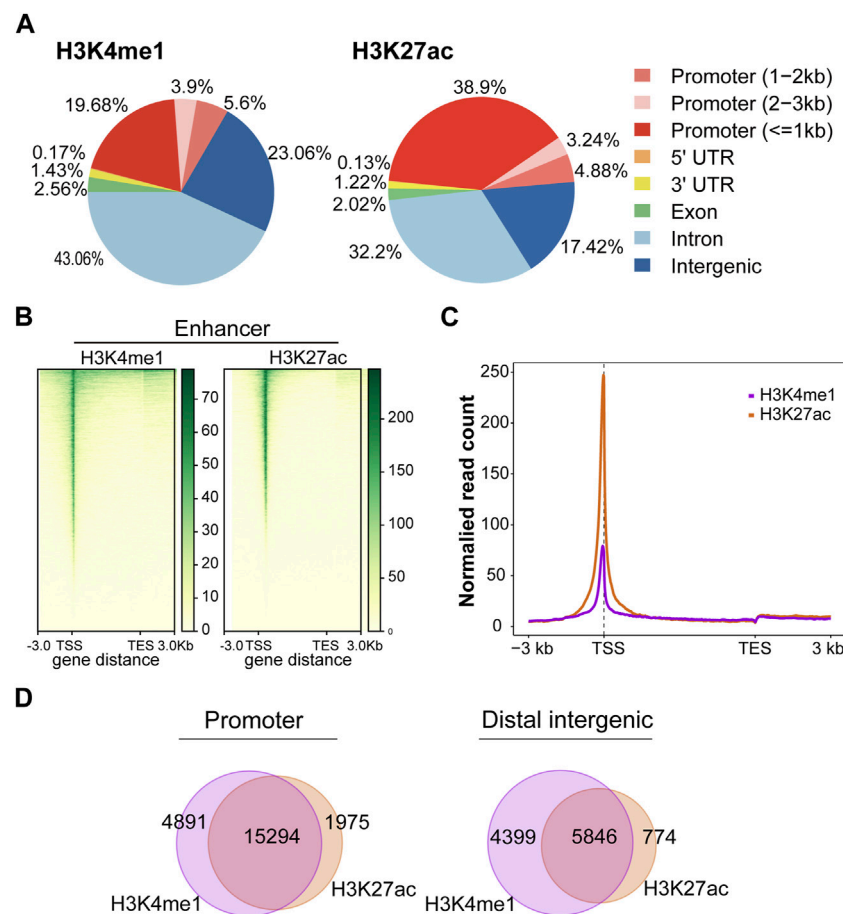 A
H3K4me1
H3K27ac
3.9%
5.6%
19.68%
23.06%
0.17%
1.43%
2.56%
43.06%
38.9%
3.24%
4.88%
0.13%
1.22%
2.02%
32.2%
17.42%
Promoter (1−2kb)
Promoter (2−3kb)
Promoter (<=1kb)
5' UTR
3' UTR
Exon
Intron
Intergenic
B
Enhancer
H3K4me1
H3K27ac
70
60
50
40
30
20
10
0
200
150
100
50
0
-3.0 TSS TES 3.0Kb
gene distance
-3.0 TSS TES 3.0Kb
gene distance
C
250
200
150
100
50
0
Normalied read count
H3K4me1
H3K27ac
−3 kb TSS TES 3 kb
D
Promoter
4891 15294 1975
H3K4me1 H3K27ac
Distal intergenic
4399 5846 774
H3K4me1 H3K27ac